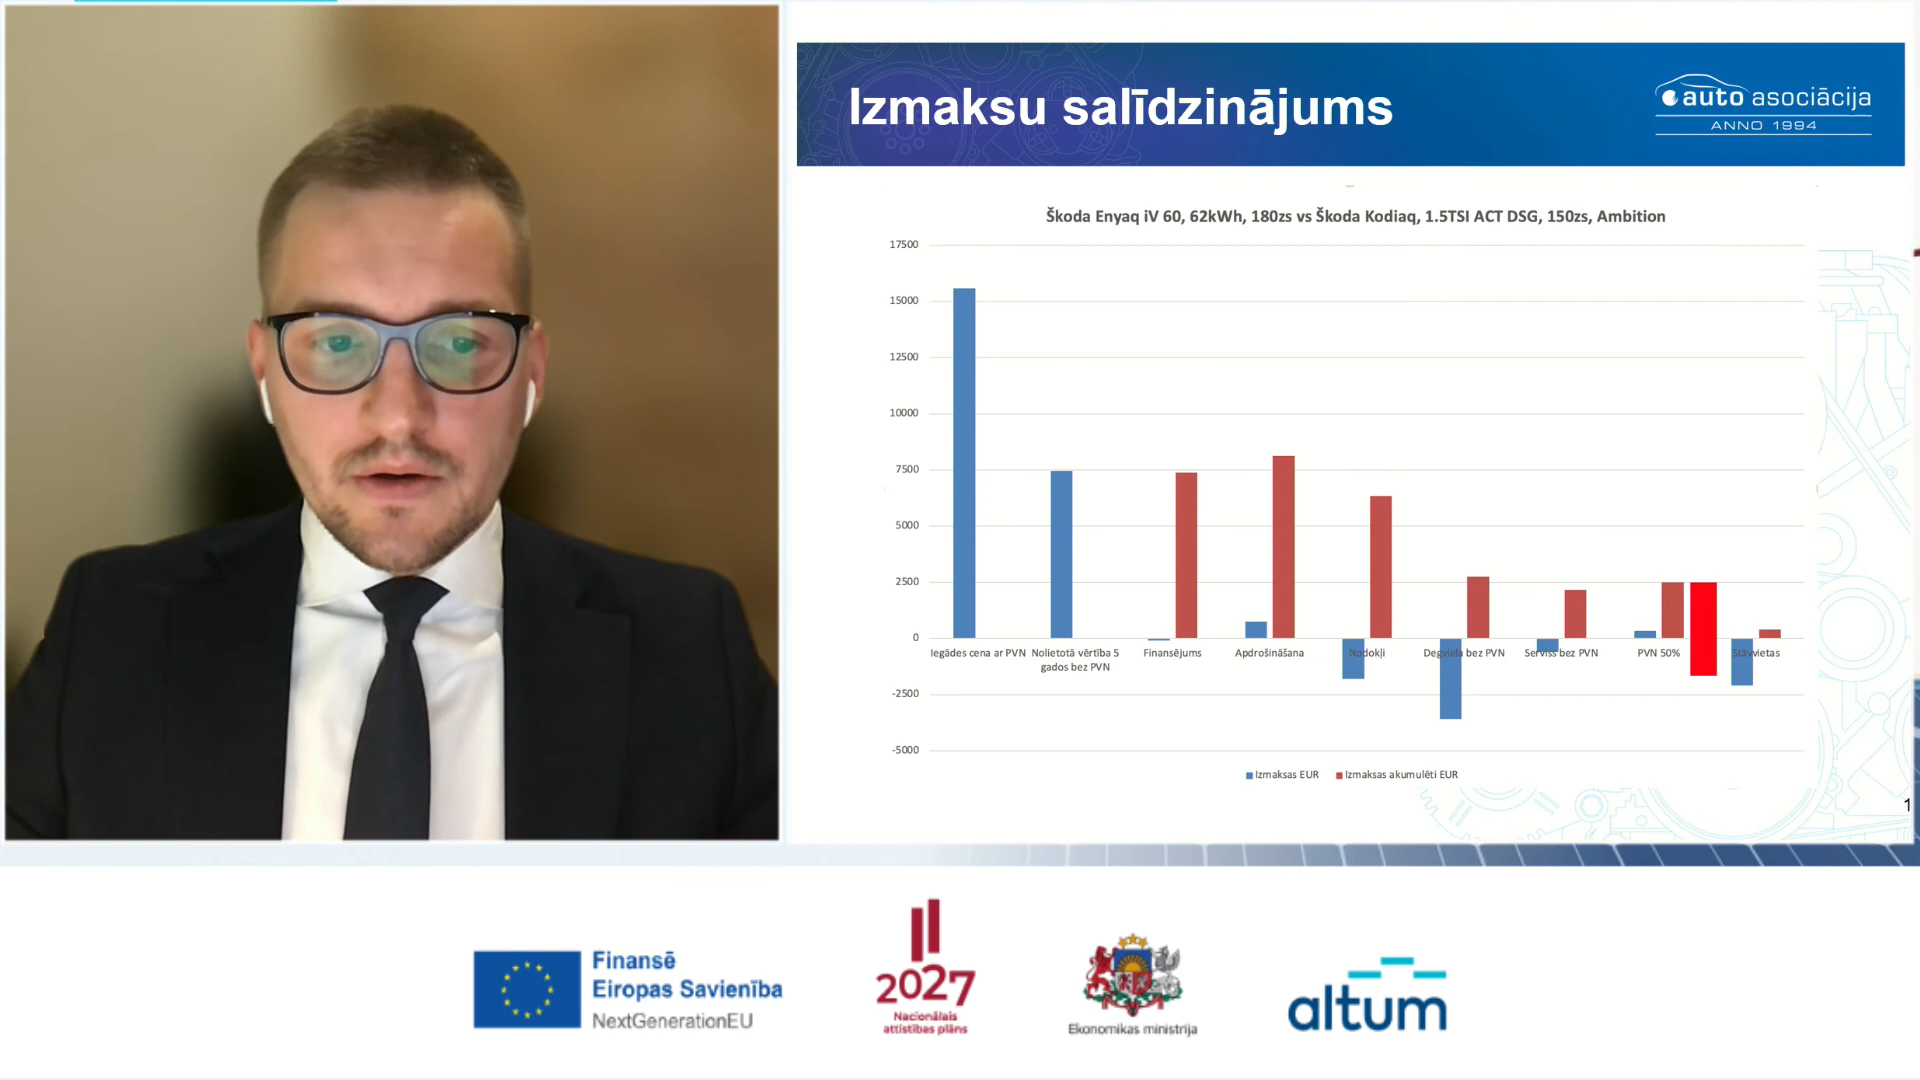 Izmaksu salīdzinājums
auto asociācija
ANNO 1994
Škoda Enyaq iV 60, 62kWh, 180zs vs Škoda Kodiaq, 1.5TSI ACT DSG, 150zs, Ambition
17500
15000
12500
10000
7500
5000
2500
0
-2500
-5000
Iegādes cena ar PVN
Nolietotā vērtība 5
gados bez PVN
Finansējums
Apdrošināšana
Nodokļi
Degviela bez PVN
Serviss bez PVN
PVN 50%
Stāvvietas
Izmaksas EUR
Izmaksas akumulēti EUR
1
Finansē
Eiropas Savienība
NextGenerationEU
2027
Nacionālais
attīstības plāns
Ekonomikas ministrija
altum